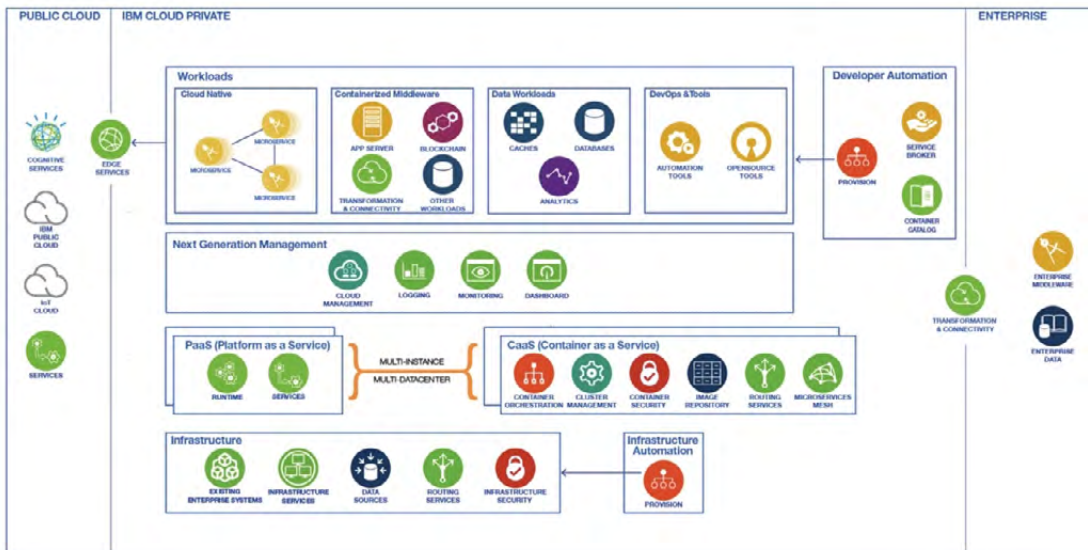 PUBLIC CLOUD
IBM CLOUD PRIVATE
ENTERPRISE
COGNITIVE
SERVICES
IBM
PUBLIC
CLOUD
IoT
CLOUD
SERVICES
EDGE
SERVICES
Workloads
Cloud Native
MICROSERVICE
MICROSERVICE
MICROSERVICE
Containerized Middleware
APP SERVER
BLOCKCHAIN
TRANSFORMATION
& CONNECTIVITY
OTHER
WORKLOADS
Data Workloads
CACHES
DATABASES
ANALYTICS
DevOps &Tools
AUTOMATION
TOOLS
OPENSOURCE
TOOLS
Developer Automation
PROVISION
SERVICE
BROKER
CONTAINER
CATALOG
Next Generation Management
CLOUD
MANAGEMENT
LOGGING
MONITORING
DASHBOARD
TRANSFORMATION
& CONNECTIVITY
ENTERPRISE
MIDDLEWARE
ENTERPRISE
DATA
PaaS (Platform as a Service)
RUNTIME
SERVICES
MULTI-INSTANCE
MULTI-DATACENTER
CaaS (Container as a Service)
CONTAINER
ORCHESTRATION
CLUSTER
MANAGEMENT
CONTAINER
SECURITY
IMAGE
REPOSITORY
ROUTING
SERVICES
MICROSERVICES
MESH
Infrastructure
EXISTING
ENTERPRISE SYSTEMS
INFRASTRUCTURE
SERVICES
DATA
SOURCES
ROUTING
SERVICES
INFRASTRUCTURE
SECURITY
Infrastructure
Automation
PROVISION